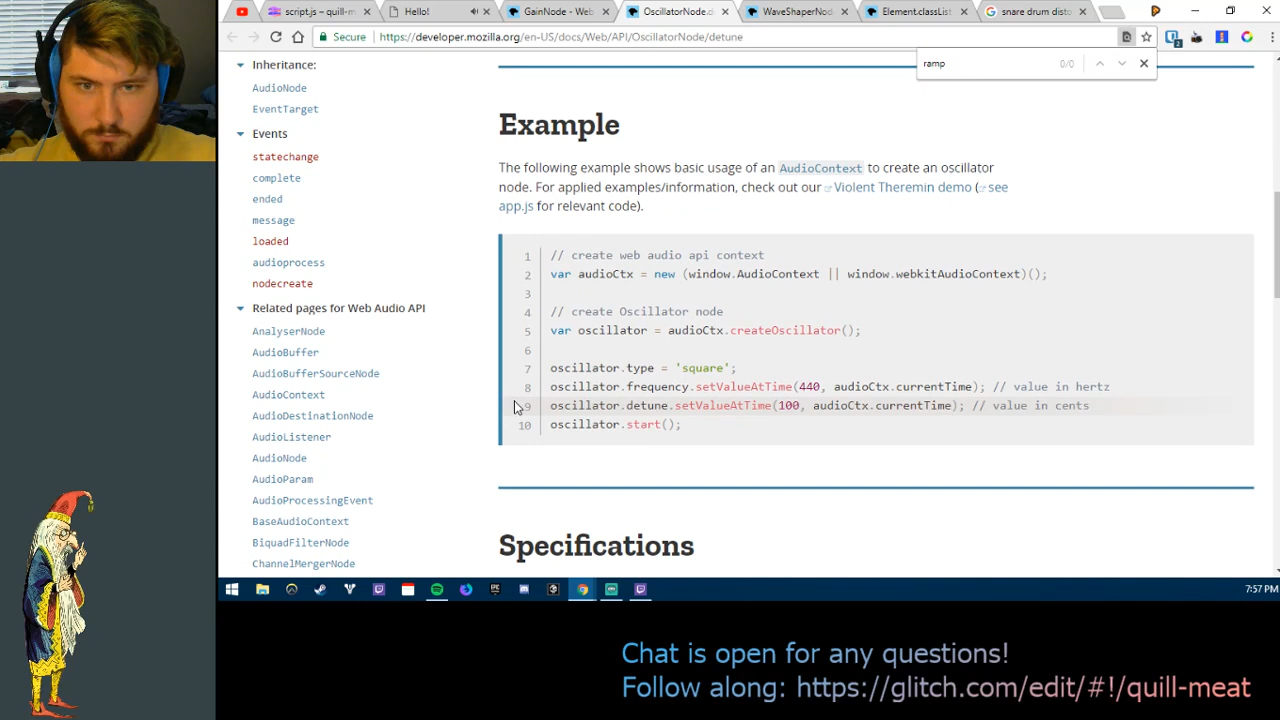 script.js – quill-m
Hello!
GainNode - Web
OscillatorNode.d
WaveShaperNod
Element.classLis
snare drum disto
Secure
https://developer.mozilla.org/en-US/docs/Web/API/OscillatorNode/detune
ramp
0/0
Inheritance:
AudioNode
EventTarget
Events
statechange
complete
ended
message
loaded
audioprocess
nodecreate
Related pages for Web Audio API
AnalyserNode
AudioBuffer
AudioBufferSourceNode
AudioContext
AudioDestinationNode
AudioListener
AudioNode
AudioParam
AudioProcessingEvent
BaseAudioContext
BiquadFilterNode
ChannelMergerNode
Example
The following example shows basic usage of an AudioContext to create an oscillator
node. For applied examples/information, check out our Violent Theremin demo (see
app.js for relevant code).
1 // create web audio api context
2 var audioCtx = new (window.AudioContext || window.webkitAudioContext)();
3
4 // create Oscillator node
5 var oscillator = audioCtx.createOscillator();
6
7 oscillator.type = 'square';
8 oscillator.frequency.setValueAtTime(440, audioCtx.currentTime); // value in hertz
9 oscillator.detune.setValueAtTime(100, audioCtx.currentTime); // value in cents
10 oscillator.start();
Specifications
7:57 PM
Chat is open for any questions!
Follow along: https://glitch.com/edit/#!/quill-meat